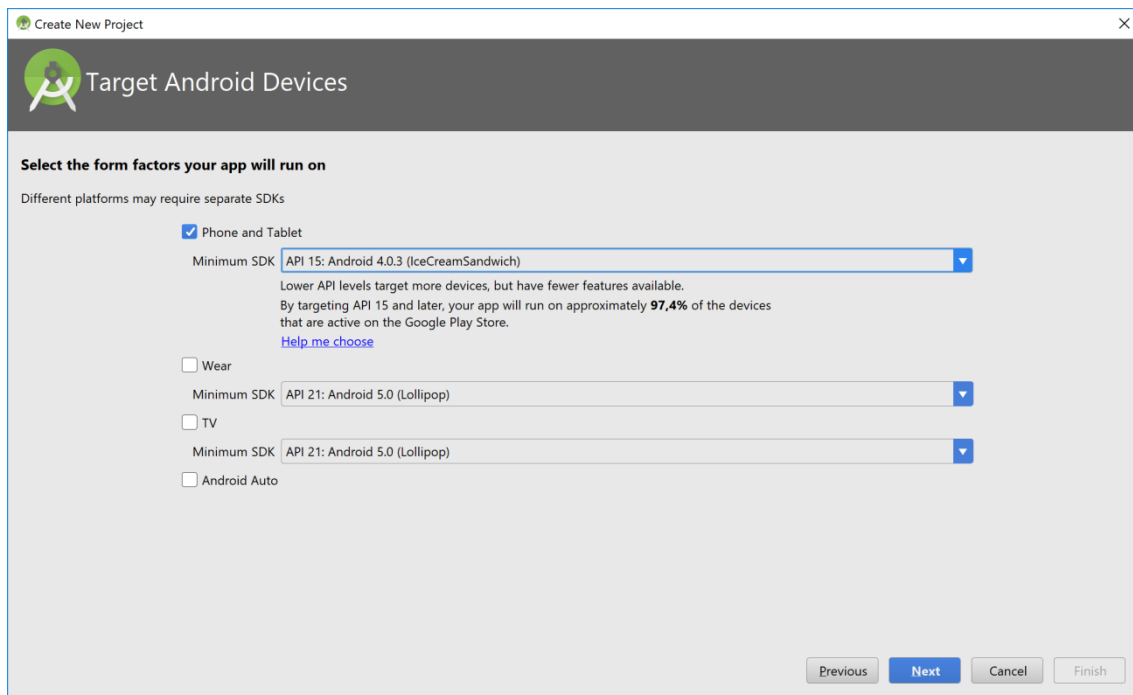 Create New Project
Target Android Devices
Select the form factors your app will run on
Different platforms may require separate SDKs
Phone and Tablet
Minimum SDK API 15: Android 4.0.3 (IceCreamSandwich)
Lower API levels target more devices, but have fewer features available.
By targeting API 15 and later, your app will run on approximately 97,4% of the devices
that are active on the Google Play Store.
Help me choose
Wear
Minimum SDK API 21: Android 5.0 (Lollipop)
TV
Minimum SDK API 21: Android 5.0 (Lollipop)
Android Auto
Previous Next Cancel Finish